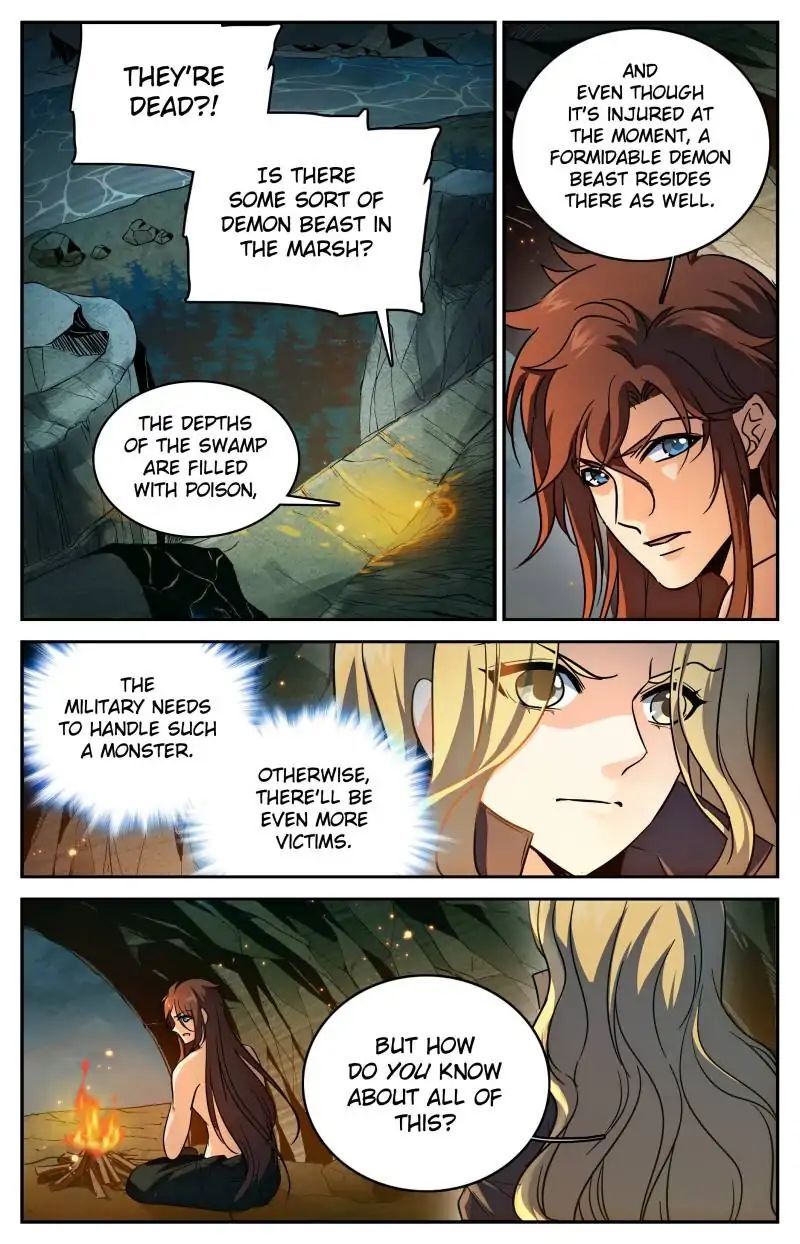 THEY'RE
DEAD?!
IS THERE
SOME SORT OF
DEMON BEAST IN
THE MARSH?
THE DEPTHS
OF THE SWAMP
ARE FILLED
WITH POISON,
AND
EVEN THOUGH
IT'S INJURED AT
THE MOMENT, A
FORMIDABLE DEMON
BEAST RESIDES
THERE AS WELL.
THE
MILITARY NEEDS
TO HANDLE SUCH
A MONSTER.
OTHERWISE,
THERE'LL BE
EVEN MORE
VICTIMS.
BUT HOW
DO YOU KNOW
ABOUT ALL OF
THIS?